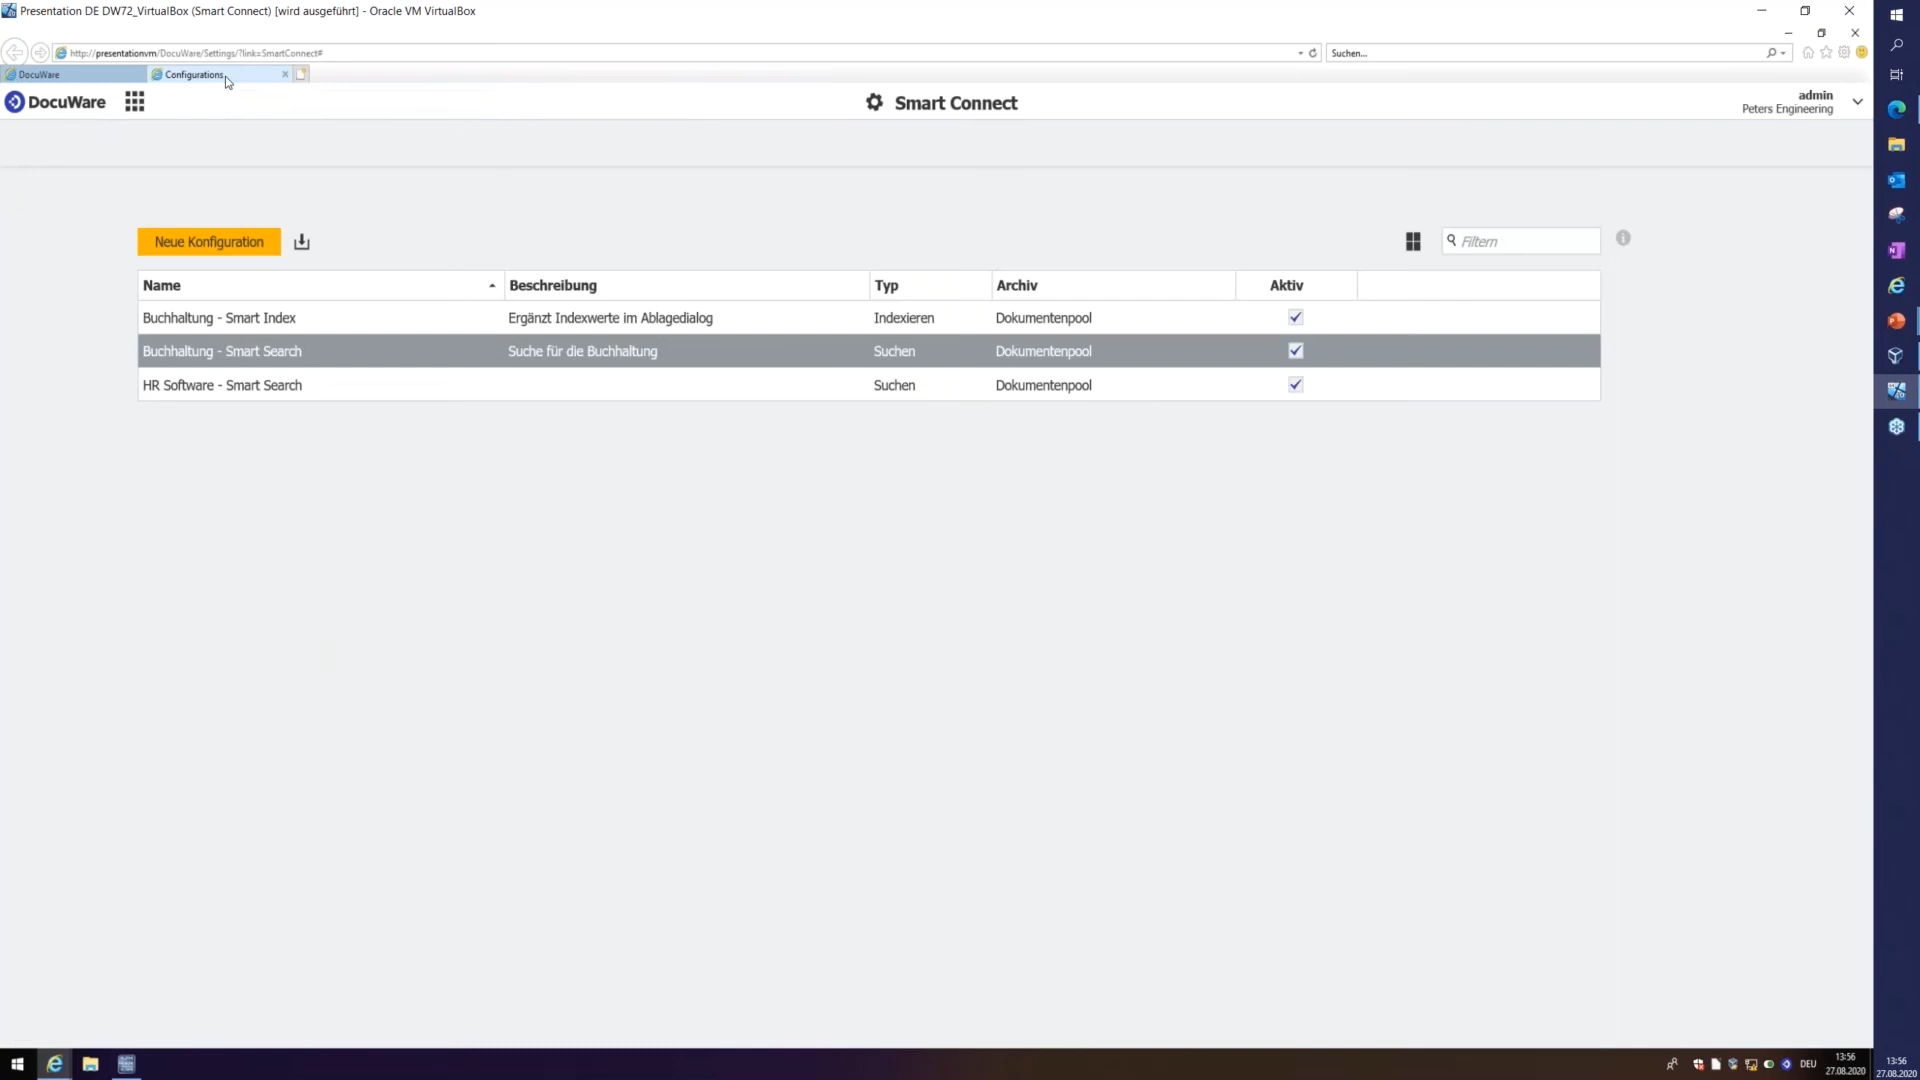 Presentation DE DW72_VirtualBox (Smart Connect) [wird ausgeführt] - Oracle VM VirtualBox
http://presentationvm/DocuWare/Settings/?link=SmartConnect#
Suchen...
DocuWare
Configurations
DocuWare
Smart Connect
admin
Peters Engineering
Neue Konfiguration
Filtern
Name Beschreibung Typ Archiv Aktiv
Buchhaltung - Smart Index Ergänzt Indexwerte im Ablagedialog Indexieren Dokumentenpool
Buchhaltung - Smart Search Suche für die Buchhaltung Suchen Dokumentenpool
HR Software - Smart Search Suchen Dokumentenpool
DEU
13:56
27.08.2020
13:56
27.08.2020